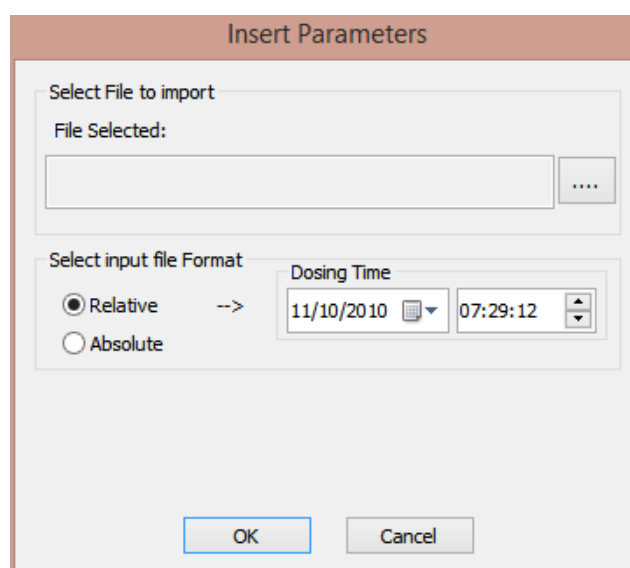 Insert Parameters
Select File to import
File Selected:
....
Select input file Format
Dosing Time
Relative -->
11/10/2010 07:29:12
Absolute
OK Cancel